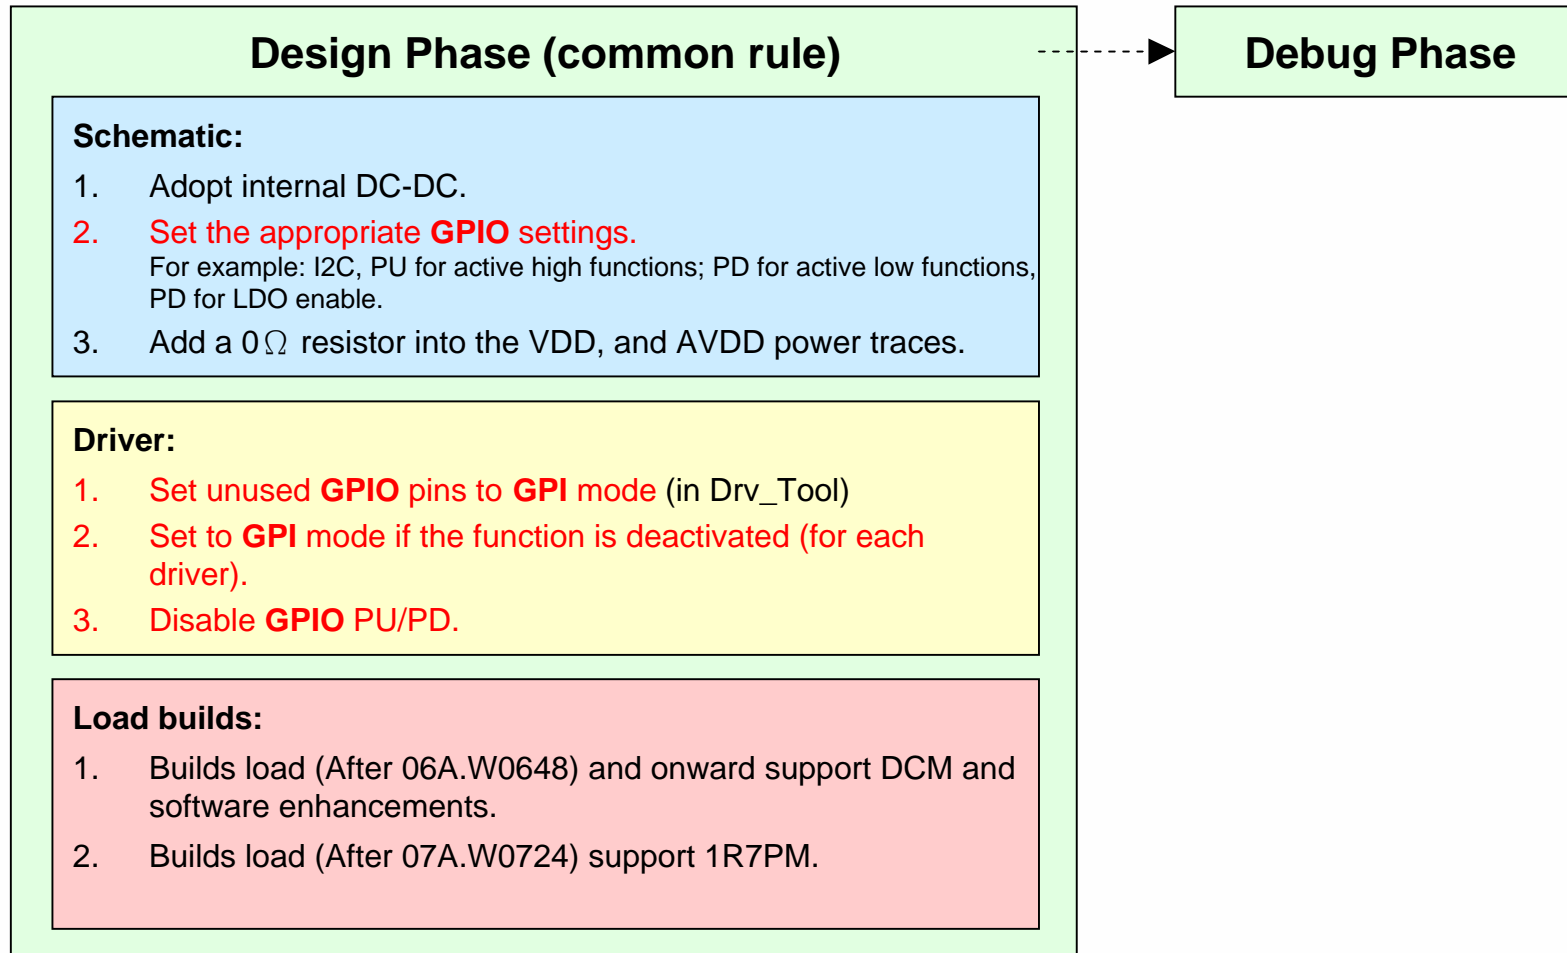 Design Phase (common rule)
Debug Phase
Schematic:
1. Adopt internal DC-DC.
2. Set the appropriate GPIO settings.
For example: I2C, PU for active high functions; PD for active low functions,
PD for LDO enable.
3. Add a 0Ω resistor into the VDD, and AVDD power traces.
Driver:
1. Set unused GPIO pins to GPI mode (in Drv_Tool)
2. Set to GPI mode if the function is deactivated (for each
driver).
3. Disable GPIO PU/PD.
Load builds:
1. Builds load (After 06A.W0648) and onward support DCM and
software enhancements.
2. Builds load (After 07A.W0724) support 1R7PM.